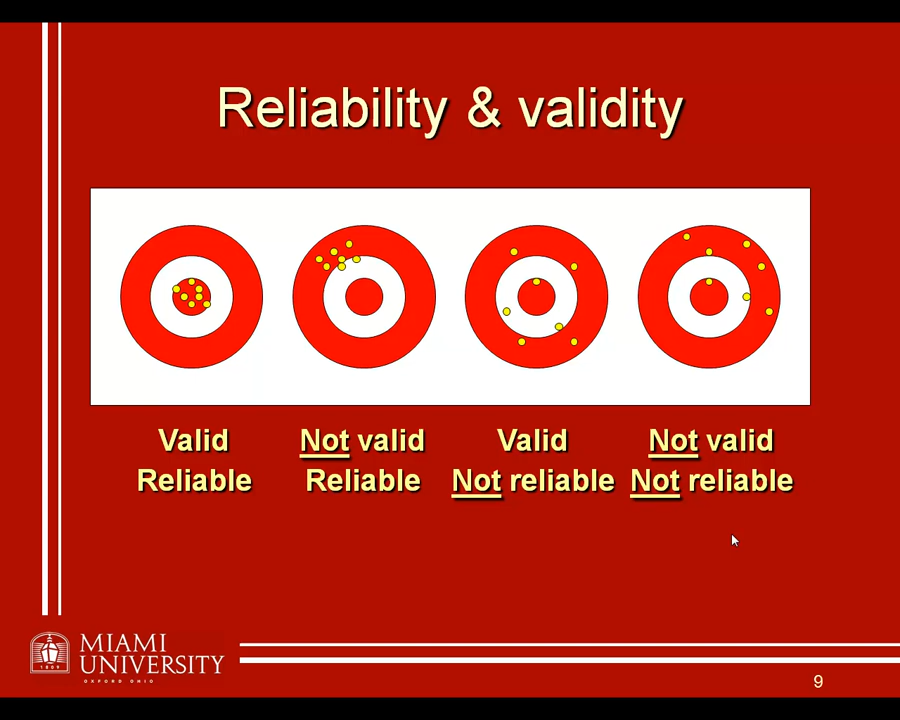 Reliability & validity
Valid
Reliable
Not valid
Reliable
Valid
Not reliable
Not valid
Not reliable
1809
MIAMI
UNIVERSITY
OXFORD OHIO
9